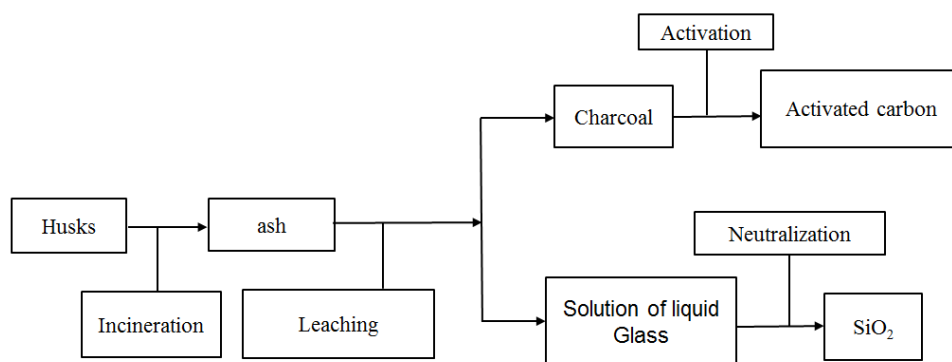 Activation
Charcoal
Activated carbon
Husks
ash
Neutralization
Incineration
Leaching
Solution of liquid
Glass
SiO₂